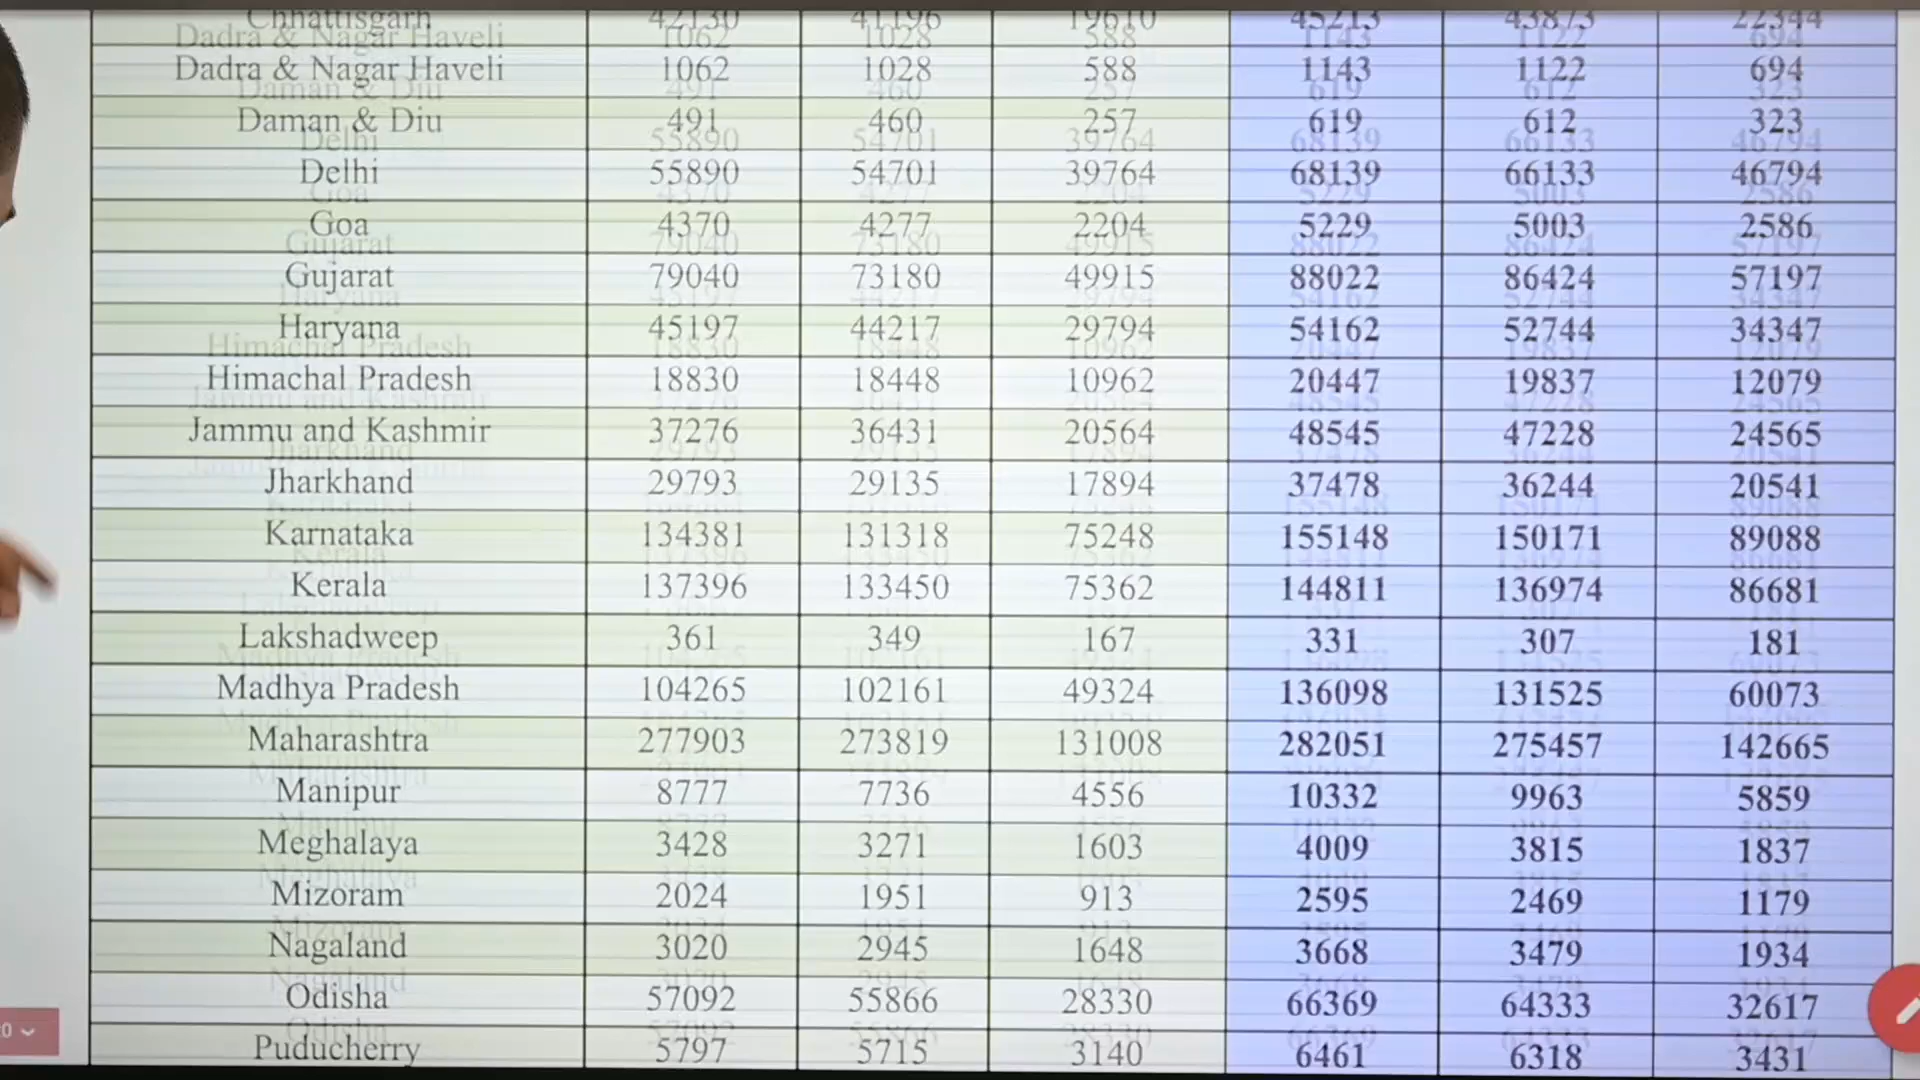 Chhattisgarh 42130 41196 19610 45213 43873 22344
Dadra & Nagar Haveli 1062 1028 588 1143 1122 694
Daman & Diu 491 460 257 619 612 323
Delhi 55890 54701 39764 68139 66133 46794
Goa 4370 4277 2204 5229 5003 2586
Gujarat 79040 73180 49915 88022 86424 57197
Haryana 45197 44217 29794 54162 52744 34347
Himachal Pradesh 18830 18448 10962 20447 19837 12079
Jammu and Kashmir 37276 36431 20564 48545 47228 24565
Jharkhand 29793 29135 17894 37478 36244 20541
Karnataka 134381 131318 75248 155148 150171 89088
Kerala 137396 133450 75362 144811 136974 86681
Lakshadweep 361 349 167 331 307 181
Madhya Pradesh 104265 102161 49324 136098 131525 60073
Maharashtra 277903 273819 131008 282051 275457 142665
Manipur 8777 7736 4556 10332 9963 5859
Meghalaya 3428 3271 1603 4009 3815 1837
Mizoram 2024 1951 913 2595 2469 1179
Nagaland 3020 2945 1648 3668 3479 1934
Odisha 57092 55866 28330 66369 64333 32617
Puducherry 5797 5715 3140 6461 6318 3431